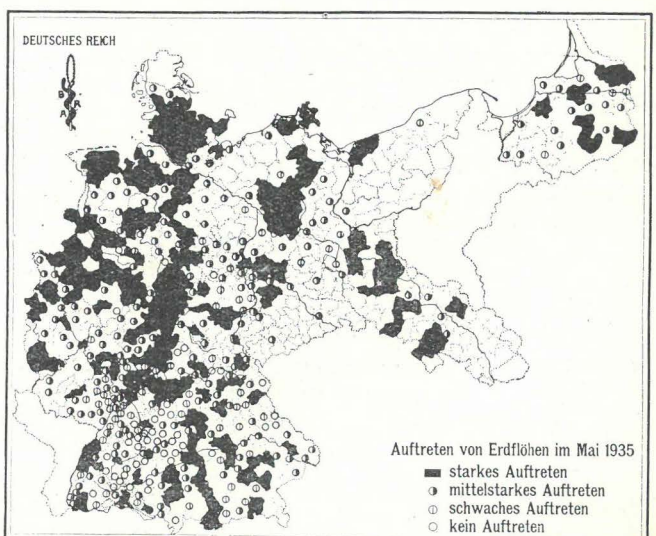 DEUTSCHES REICH
B R A
Auftreten von Erdflöhen im Mai 1935
starkes Auftreten
mittelstarkes Auftreten
schwaches Auftreten
kein Auftreten